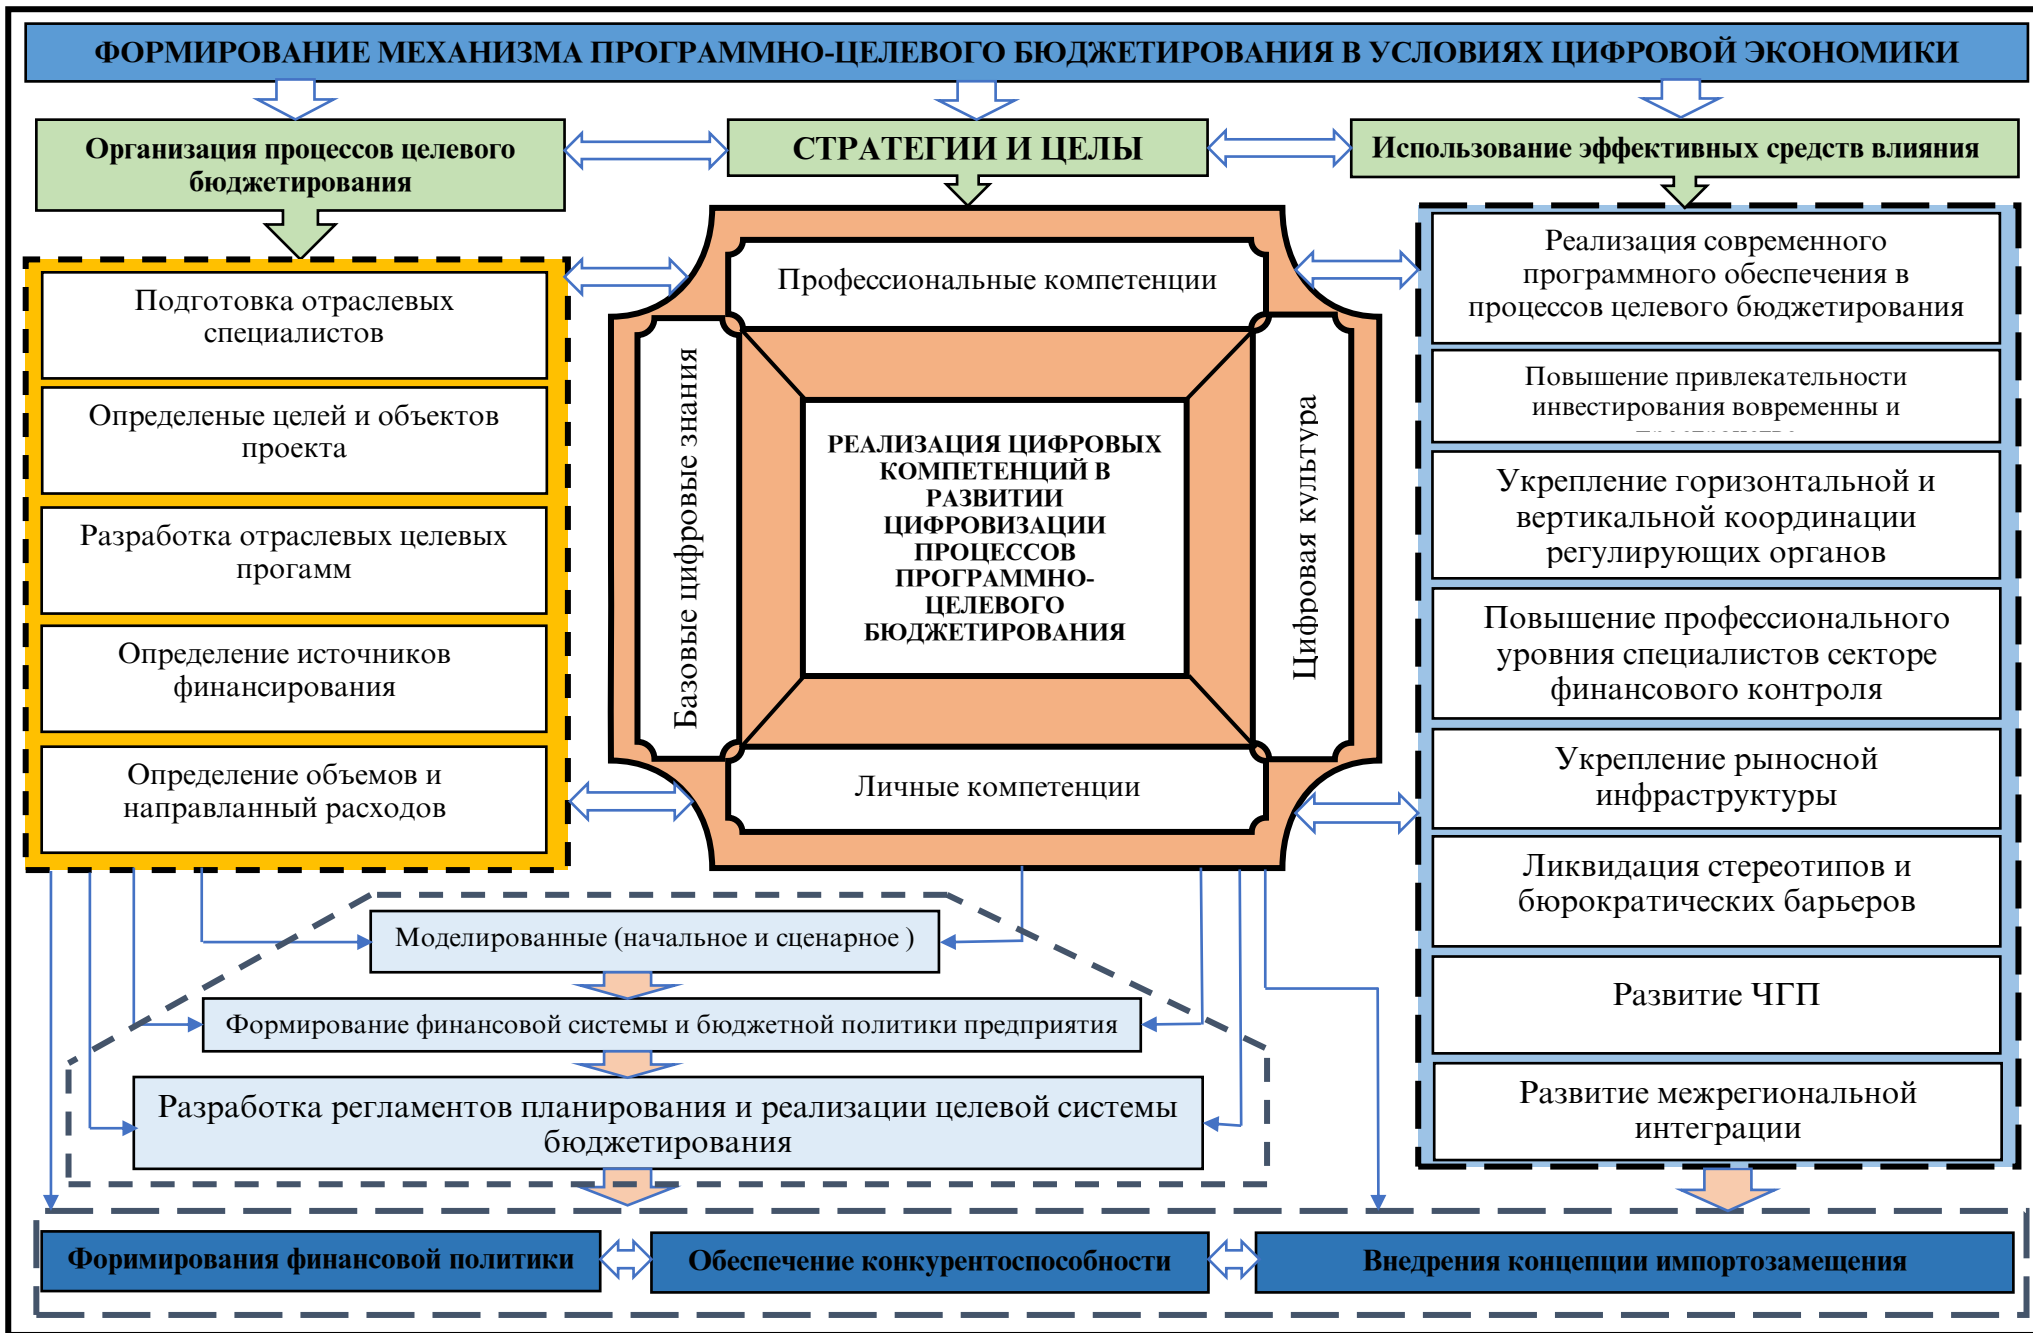 ФОРМИРОВАНИЕ МЕХАНИЗМА ПРОГРАММНО-ЦЕЛЕВОГО БЮДЖЕТИРОВАНИЯ В УСЛОВИЯХ ЦИФРОВОЙ ЭКОНОМИКИ
Организация процессов целевого
бюджетирования
СТРАТЕГИИ И ЦЕЛЫ
Использование эффективных средств влияния
Подготовка отраслевых
специалистов
Определеные целей и объектов
проекта
Разработка отраслевых целевых
прогамм
Определение источников
финансирования
Определение объемов и
направланный расходов
Профессиональные компетенции
Базовые цифровые знания
РЕАЛИЗАЦИЯ ЦИФРОВЫХ
КОМПЕТЕНЦИЙ В
РАЗВИТИИ
ЦИФРОВИЗАЦИИ
ПРОЦЕССОВ
ПРОГРАММНО-
ЦЕЛЕВОГО
БЮДЖЕТИРОВАНИЯ
Цифровая культура
Личные компетенции
Реализация современного
программного обеспечения в
процессов целевого бюджетирования
Повышение привлекательности
инвестирования вовременны и
Укрепление горизонтальной и
вертикальной координации
регулирующих органов
Повышение профессионального
уровния специалистов секторе
финансового контроля
Укрепление рыносной
инфраструктуры
Ликвидация стереотипов и
бюрократических барьеров
Развитие ЧГП
Развитие межрегиональной
интеграции
Моделированные (начальное и сценарное )
Формирование финансовой системы и бюджетной политики предприятия
Разработка регламентов планирования и реализации целевой системы
бюджетирования
Фоrимирования финансовой политики
Обеспечение конкурентоспособности
Внедрения концепции импортозамещения